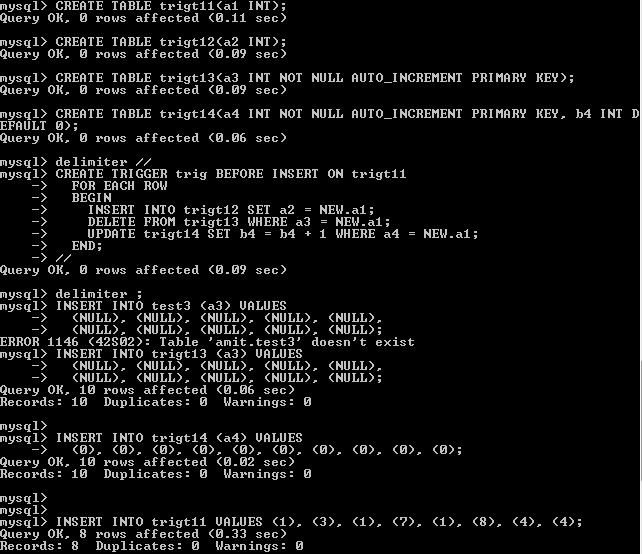 mysql> CREATE TABLE trigt11(a1 INT);
Query OK, 0 rows affected (0.11 sec)
mysql> CREATE TABLE trigt12(a2 INT);
Query OK, 0 rows affected (0.09 sec)
mysql> CREATE TABLE trigt13(a3 INT NOT NULL AUTO_INCREMENT PRIMARY KEY);
Query OK, 0 rows affected (0.09 sec)
mysql> CREATE TABLE trigt14(a4 INT NOT NULL AUTO_INCREMENT PRIMARY KEY, b4 INT D
EFAULT 0);
Query OK, 0 rows affected (0.06 sec)
mysql> delimiter //
mysql> CREATE TRIGGER trig BEFORE INSERT ON trigt11
    ->   FOR EACH ROW
    ->   BEGIN
    ->     INSERT INTO trigt12 SET a2 = NEW.a1;
    ->     DELETE FROM trigt13 WHERE a3 = NEW.a1;
    ->     UPDATE trigt14 SET b4 = b4 + 1 WHERE a4 = NEW.a1;
    ->   END;
    -> //
Query OK, 0 rows affected (0.09 sec)
mysql> delimiter ;
mysql> INSERT INTO test3 (a3) VALUES
    ->   (NULL), (NULL), (NULL), (NULL), (NULL),
    ->   (NULL), (NULL), (NULL), (NULL), (NULL);
ERROR 1146 (42S02): Table 'amit.test3' doesn't exist
mysql> INSERT INTO trigt13 (a3) VALUES
    ->   (NULL), (NULL), (NULL), (NULL), (NULL),
    ->   (NULL), (NULL), (NULL), (NULL), (NULL);
Query OK, 10 rows affected (0.06 sec)
Records: 10  Duplicates: 0  Warnings: 0
mysql>
mysql> INSERT INTO trigt14 (a4) VALUES
    ->   (0), (0), (0), (0), (0), (0), (0), (0), (0), (0);
Query OK, 10 rows affected (0.02 sec)
Records: 10  Duplicates: 0  Warnings: 0
mysql>
mysql>
mysql> INSERT INTO trigt11 VALUES (1), (3), (1), (7), (1), (8), (4), (4);
Query OK, 8 rows affected (0.33 sec)
Records: 8  Duplicates: 0  Warnings: 0